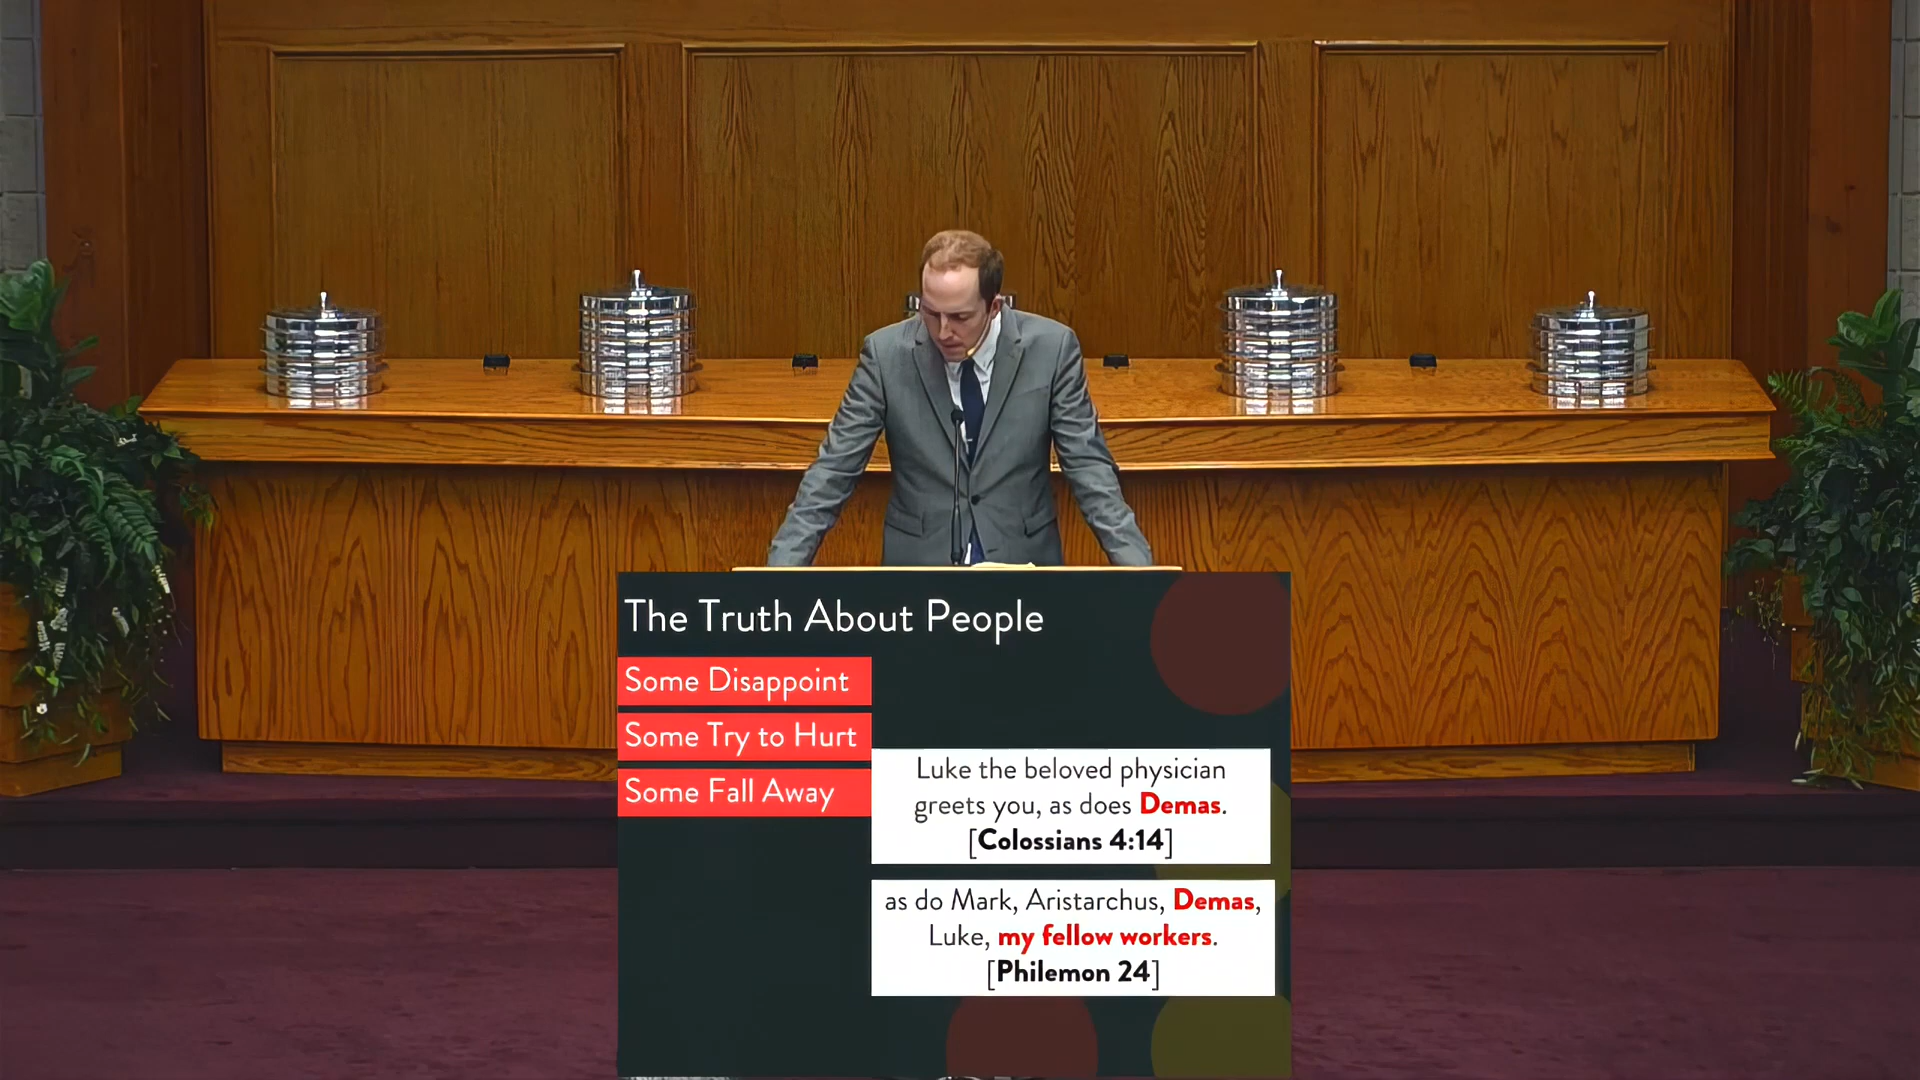 The Truth About People
Some Disappoint
Some Try to Hurt
Some Fall Away
Luke the beloved physician
greets you, as does Demas.
[Colossians 4:14]
as do Mark, Aristarchus, Demas,
Luke, my fellow workers.
[Philemon 24]